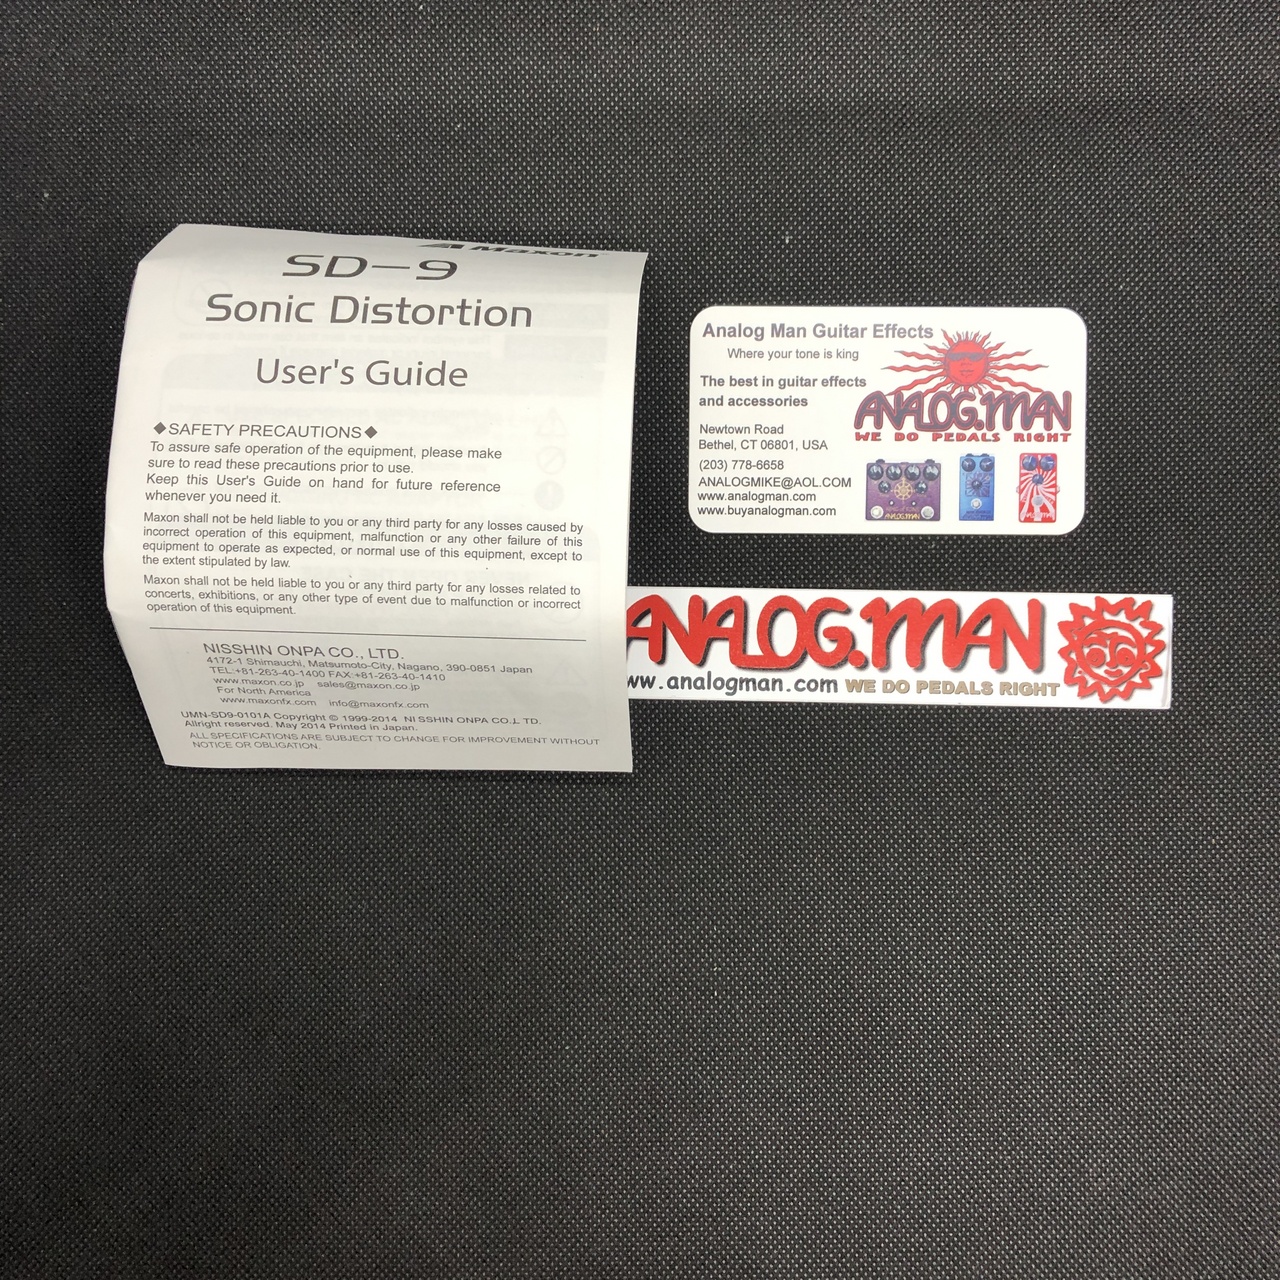 Maxon
SD-9
Sonic Distortion
User's Guide
◆SAFETY PRECAUTIONS◆
To assure safe operation of the equipment, please make
sure to read these precautions prior to use.
Keep this User's Guide on hand for future reference
whenever you need it.
Maxon shall not be held liable to you or any third party for any losses caused by
incorrect operation of this equipment, malfunction or any other failure of this
equipment to operate as expected, or normal use of this equipment, except to
the extent stipulated by law.
Maxon shall not be held liable to you or any third party for any losses related to
concerts, exhibitions, or any other type of event due to malfunction or incorrect
operation of this equipment.
NISSHIN ONPA CO., LTD.
4172-1 Shimauchi, Matsumoto-City, Nagano, 390-0851 Japan
TEL:+81-263-40-1400 FAX:+81-263-40-1410
www.maxon.co.jp sales@maxon.co.jp
For North America
www.maxonfx.com info@maxonfx.com
UMN-SD9-0101A Copyright © 1999-2014 NISSHIN ONPA CO.,L TD.
Allright reserved. May 2014 Printed in Japan.
ALL SPECIFICATIONS ARE SUBJECT TO CHANGE FOR IMPROVEMENT WITHOUT
NOTICE OR OBLIGATION.
Analog Man Guitar Effects
Where your tone is king
The best in guitar effects
and accessories
Newtown Road
Bethel, CT 06801, USA
(203) 778-6658
ANALOGMIKE@AOL.COM
www.analogman.com
www.buyanalogman.com
ANALOG.MAN
WE DO PEDALS RIGHT
ANALOG.MAN
ww.analogman.com WE DO PEDALS RIGHT